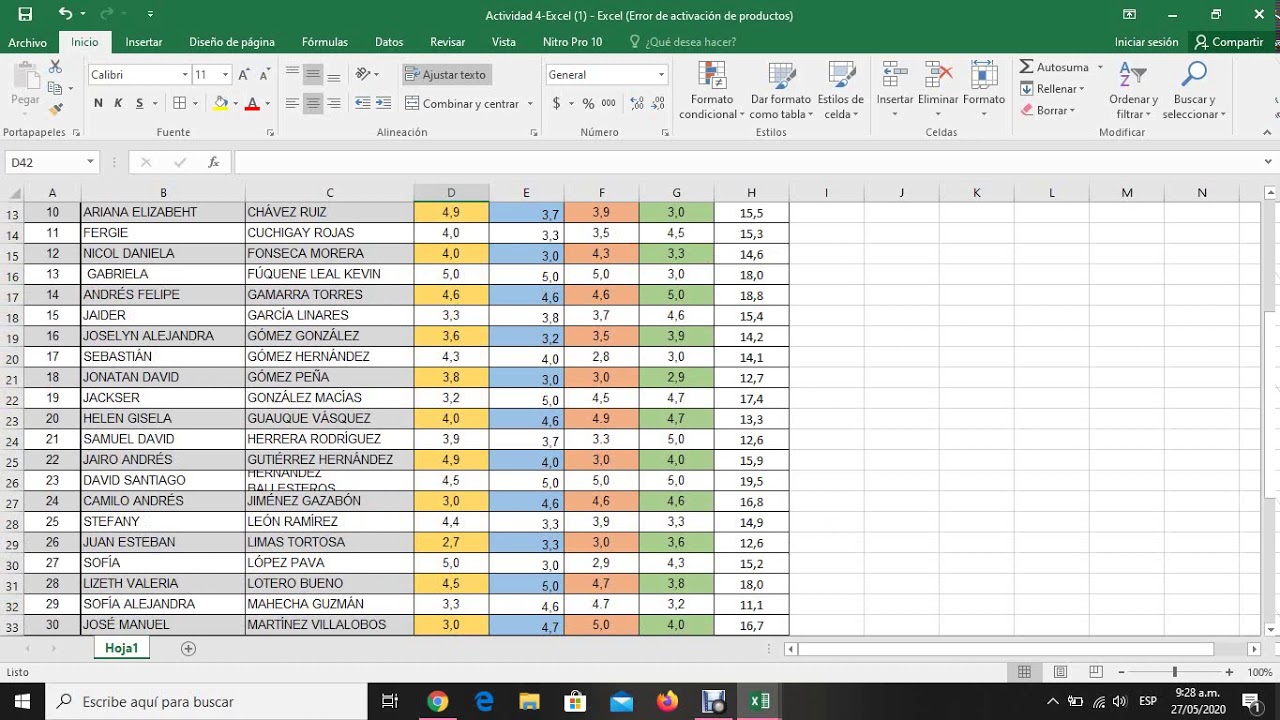 Actividad 4-Excel (1) - Excel (Error de activación de productos)
Archivo Inicio Insertar Diseño de página Fórmulas Datos Revisar Vista Nitro Pro 10 ¿Qué desea hacer? Iniciar sesión Compartir
Pegar Calibri 11 Ajustar texto General Formato condicional Dar formato como tabla Estilos de celda Insertar Eliminar Formato Autosuma Rellenar Borrar Ordenar y filtrar Buscar y seleccionar
N K S A Combinar y centrar $ % 000
Portapapeles Fuente Alineación Número Estilos Celdas Modificar
D42 fx
A B C D E F G H I J K L M N
13 10 ARIANA ELIZABEHT CHÁVEZ RUIZ 4,9 3,7 3,9 3,0 15,5
14 11 FERGIE CUCHIGAY ROJAS 4,0 3,3 3,5 4,5 15,3
15 12 NICOL DANIELA FONSECA MORERA 4,0 3,0 4,3 3,3 14,6
16 13 GABRIELA FÚQUENE LEAL KEVIN 5,0 5,0 5,0 3,0 18,0
17 14 ANDRÉS FELIPE GAMARRA TORRES 4,6 4,6 4,6 5,0 18,8
18 15 JAIDER GARCÍA LINARES 3,3 3,8 3,7 4,6 15,4
19 16 JOSELYN ALEJANDRA GÓMEZ GONZÁLEZ 3,6 3,2 3,5 3,9 14,2
20 17 SEBASTIÁN GÓMEZ HERNÁNDEZ 4,3 4,0 2,8 3,0 14,1
21 18 JONATAN DAVID GÓMEZ PEÑA 3,8 3,0 3,0 2,9 12,7
22 19 JACKSER GONZÁLEZ MACÍAS 3,2 5,0 4,5 4,7 17,4
23 20 HELEN GISELA GUAUQUE VÁSQUEZ 4,0 4,6 4.9 4,7 13,3
24 21 SAMUEL DAVID HERRERA RODRÍGUEZ 3,9 3,7 3.3 5,0 12,6
25 22 JAIRO ANDRÉS GUTIÉRREZ HERNÁNDEZ 4,9 4,0 3,0 4,0 15,9
26 23 DAVID SANTIAGO HERNÁNDEZ BALLESTEROS 4,5 5,0 5,0 5,0 19,5
27 24 CAMILO ANDRÉS JIMÉNEZ GAZABÓN 3,0 4,6 4,6 4,6 16,8
28 25 STEFANY LEÓN RAMÍREZ 4,4 3,3 3,9 3,3 14,9
29 26 JUAN ESTEBAN LIMAS TORTOSA 2,7 3,3 3,0 3,6 12,6
30 27 SOFÍA LÓPEZ PAVA 5,0 3,0 2,9 4,3 15,2
31 28 LIZETH VALERIA LOTERO BUENO 4,5 5,0 4,7 3,8 18,0
32 29 SOFÍA ALEJANDRA MAHECHA GUZMÁN 3,3 4,6 4.7 3,2 11,1
33 30 JOSÉ MANUEL MARTÍNEZ VILLALOBOS 3,0 4,7 5,0 4,0 16,7
Hoja1
Listo 100%
Escribe aquí para buscar ESP 9:28 a.m.
27/05/2020 1